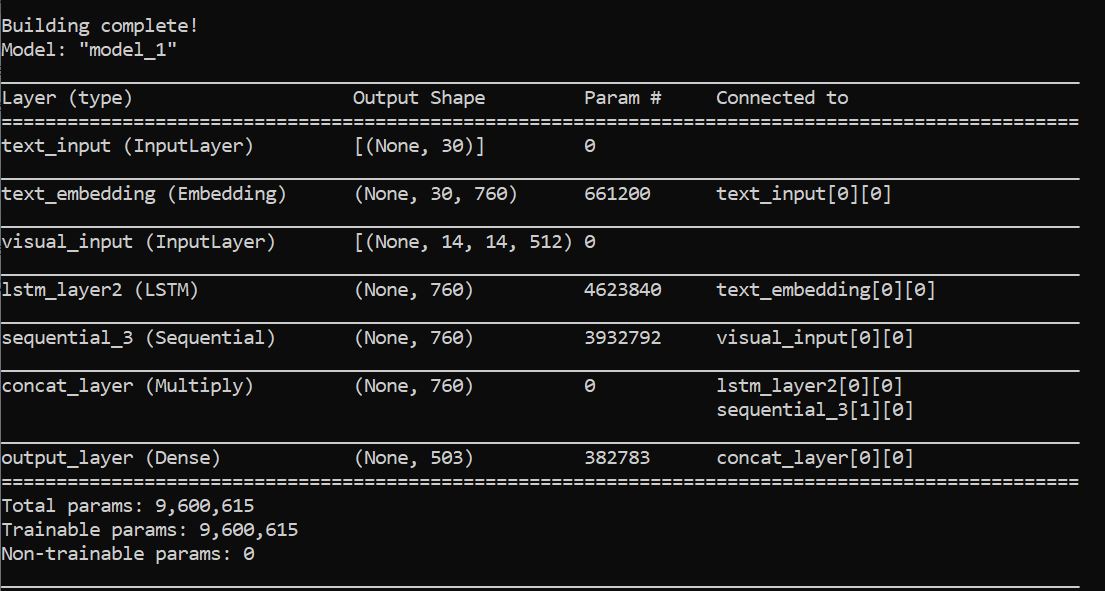 Building complete!
Model: "model_1"
Layer (type) Output Shape Param # Connected to
text_input (InputLayer) [(None, 30)] 0
text_embedding (Embedding) (None, 30, 760) 661200 text_input[0][0]
visual_input (InputLayer) [(None, 14, 14, 512) 0
lstm_layer2 (LSTM) (None, 760) 4623840 text_embedding[0][0]
sequential_3 (Sequential) (None, 760) 3932792 visual_input[0][0]
concat_layer (Multiply) (None, 760) 0 lstm_layer2[0][0]
sequential_3[1][0]
output_layer (Dense) (None, 503) 382783 concat_layer[0][0]
Total params: 9,600,615
Trainable params: 9,600,615
Non-trainable params: 0